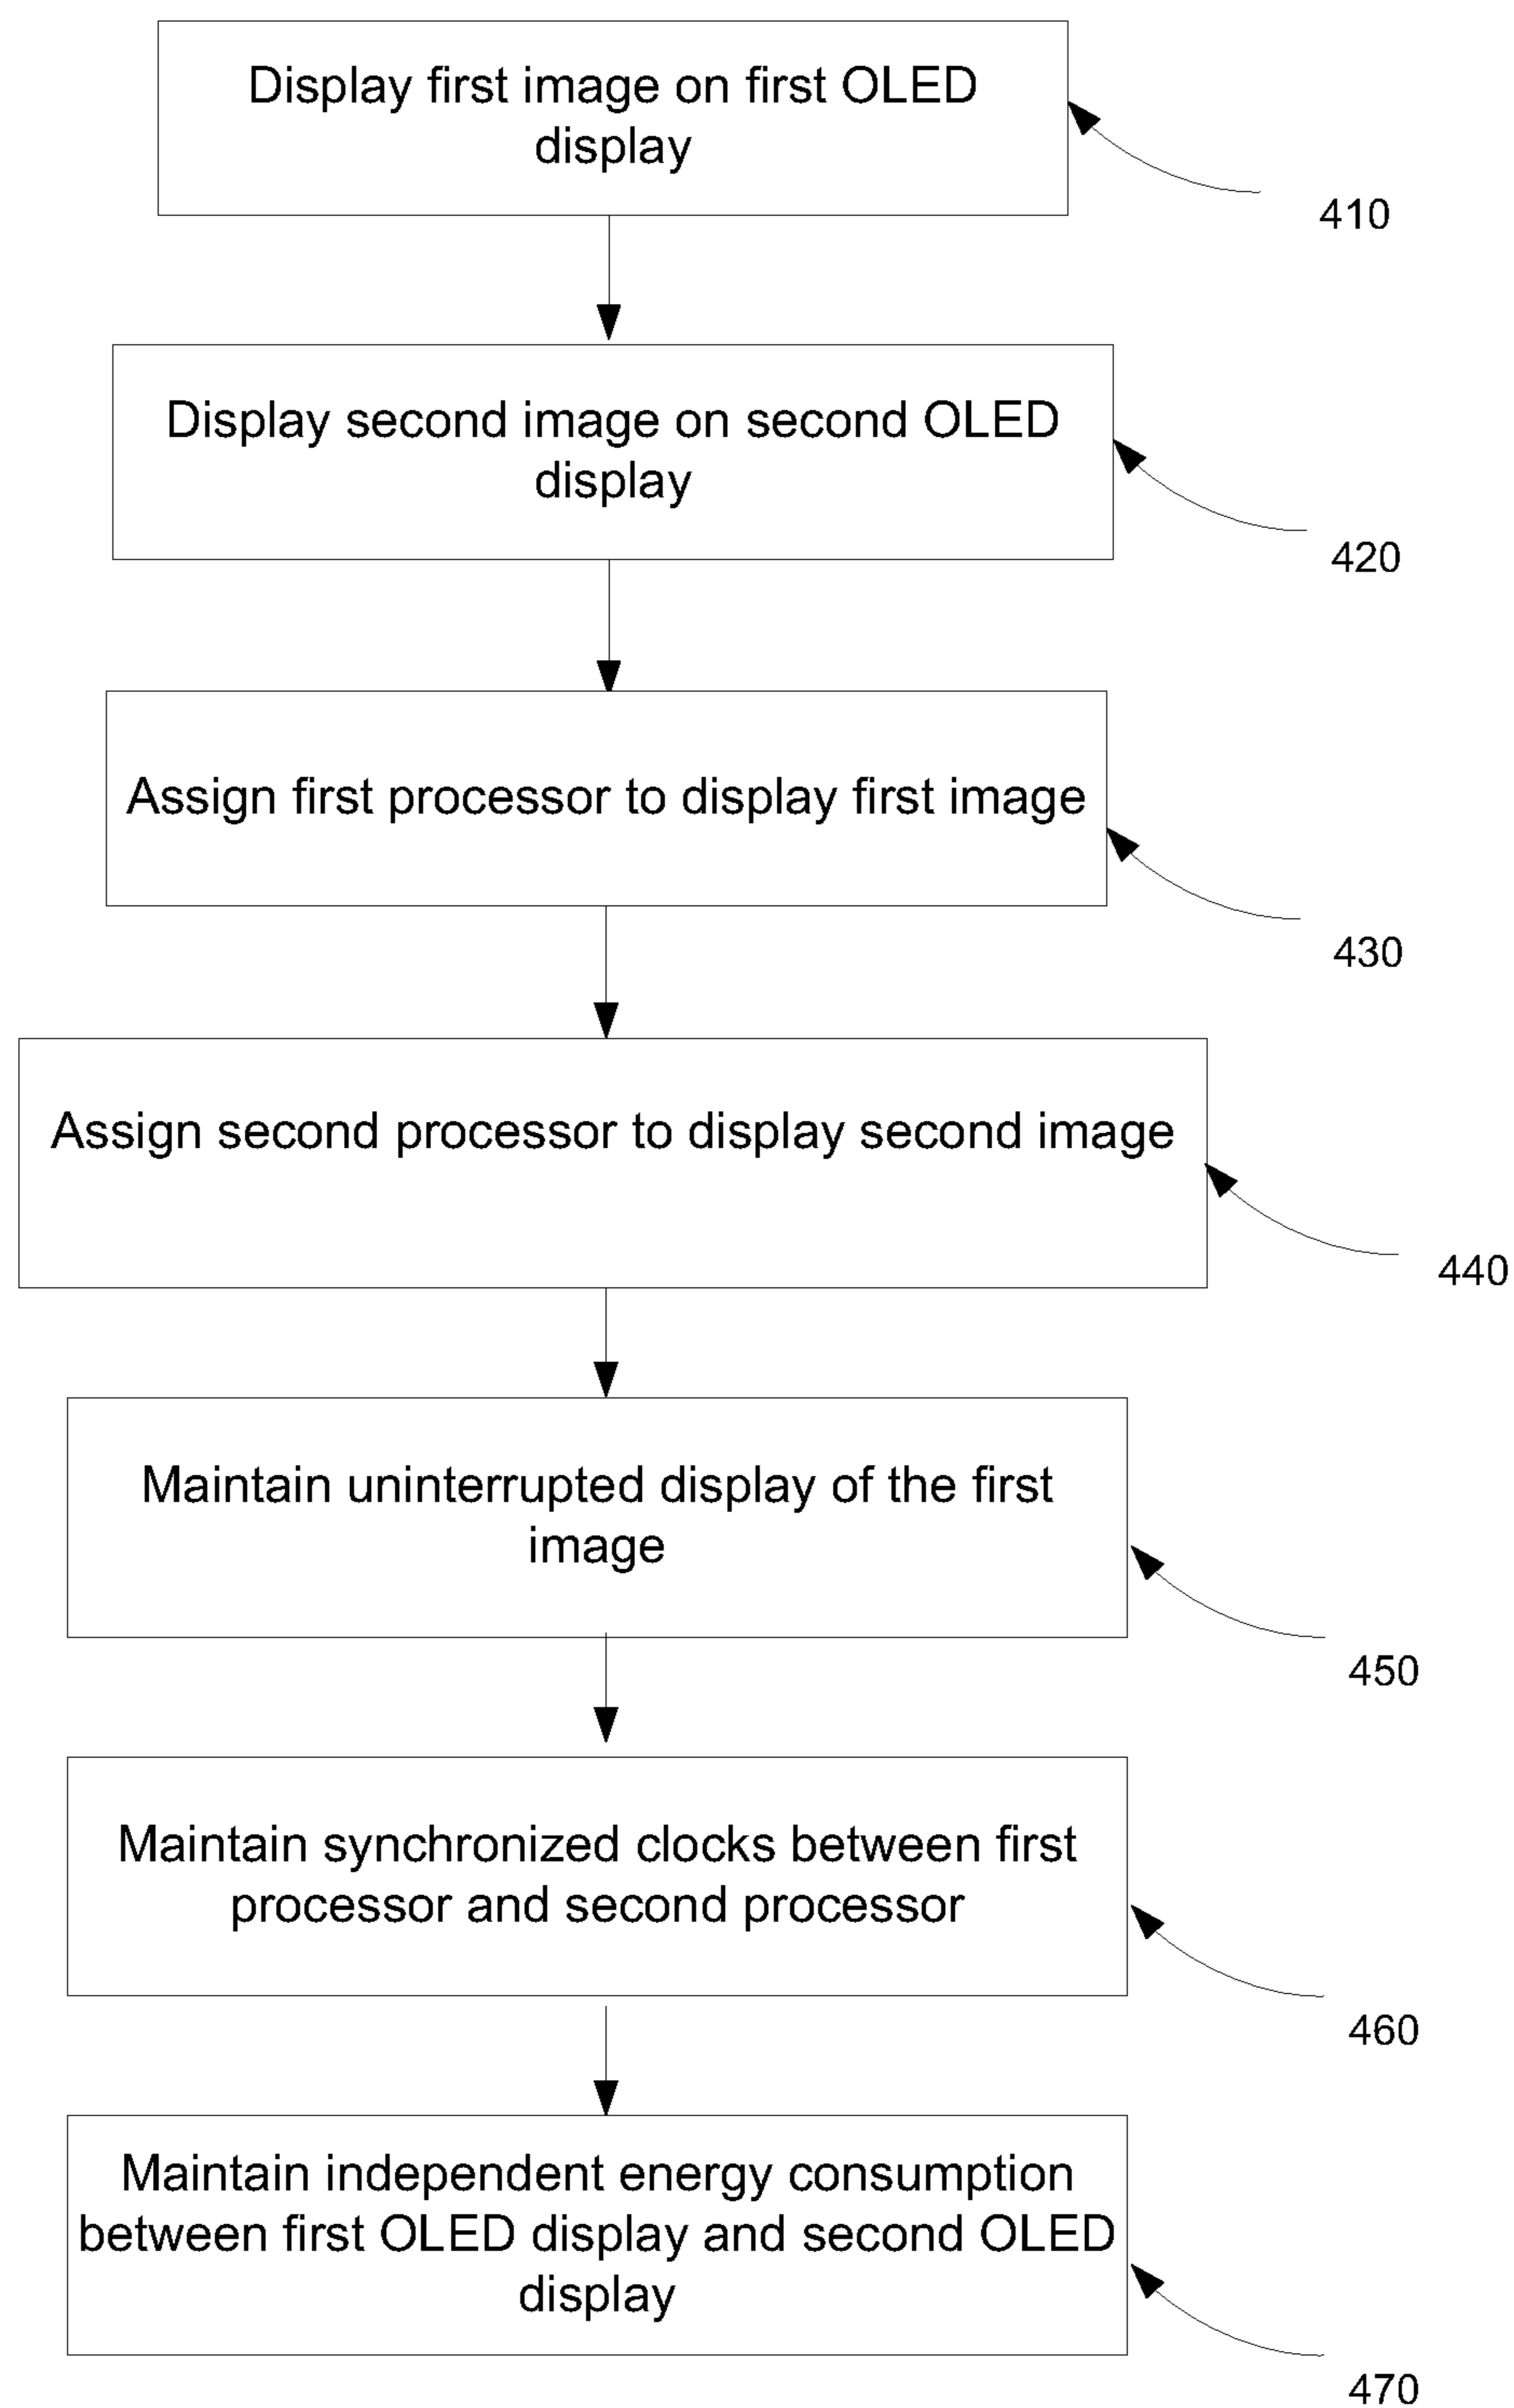 Display first image on first OLED
display
410
Display second image on second OLED
display
420
Assign first processor to display first image
430
Assign second processor to display second image
440
Maintain uninterrupted display of the first
image
450
Maintain synchronized clocks between first
processor and second processor
460
Maintain independent energy consumption
between first OLED display and second OLED
display
470